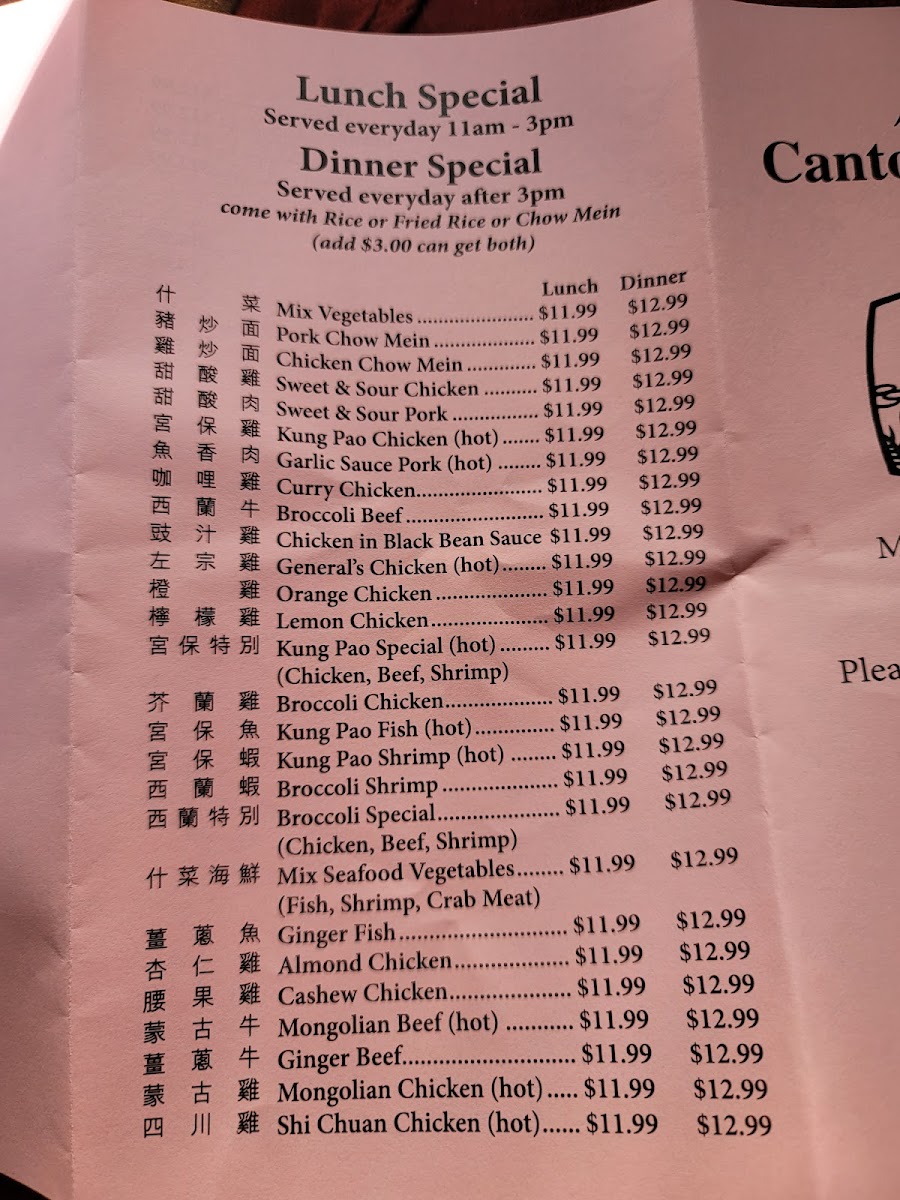 Lunch Special
Served everyday 11am - 3pm
Dinner Special
Served everyday after 3pm
come with Rice or Fried Rice or Chow Mein
(add $3.00 can get both)
Lunch Dinner
什菜 Mix Vegetables ...................... $11.99 $12.99
豬炒面 Pork Chow Mein ................... $11.99 $12.99
雞炒面 Chicken Chow Mein ............. $11.99 $12.99
甜酸雞 Sweet & Sour Chicken .......... $11.99 $12.99
甜酸肉 Sweet & Sour Pork ................ $11.99 $12.99
宮保雞 Kung Pao Chicken (hot)....... $11.99 $12.99
魚香肉 Garlic Sauce Pork (hot) ........ $11.99 $12.99
咖哩雞 Curry Chicken........................ $11.99 $12.99
西蘭牛 Broccoli Beef .......................... $11.99 $12.99
豉汁雞 Chicken in Black Bean Sauce $11.99 $12.99
左宗雞 General's Chicken (hot)........ $11.99 $12.99
橙雞 Orange Chicken ..................... $11.99 $12.99
檸檬雞 Lemon Chicken...................... $11.99 $12.99
宮保特別 Kung Pao Special (hot) ......... $11.99 $12.99
(Chicken, Beef, Shrimp)
芥蘭雞 Broccoli Chicken.................... $11.99 $12.99
宮保魚 Kung Pao Fish (hot)............... $11.99 $12.99
宮保蝦 Kung Pao Shrimp (hot) ........ $11.99 $12.99
西蘭蝦 Broccoli Shrimp ..................... $11.99 $12.99
西蘭特別 Broccoli Special...................... $11.99 $12.99
(Chicken, Beef, Shrimp)
什菜海鮮 Mix Seafood Vegetables........ $11.99 $12.99
(Fish, Shrimp, Crab Meat)
薑蔥魚 Ginger Fish ............................. $11.99 $12.99
杏仁雞 Almond Chicken.................... $11.99 $12.99
腰果雞 Cashew Chicken..................... $11.99 $12.99
蒙古牛 Mongolian Beef (hot) ........... $11.99 $12.99
薑蔥牛 Ginger Beef............................. $11.99 $12.99
蒙古雞 Mongolian Chicken (hot)..... $11.99 $12.99
四川雞 Shi Chuan Chicken (hot)...... $11.99 $12.99
Canto
M
Plea